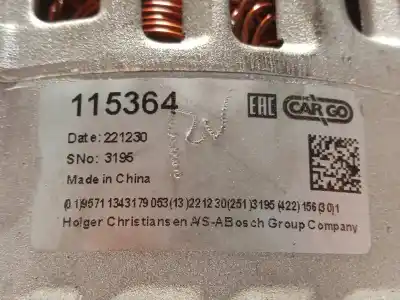 115364
EAC
CARGO
Date: 221230
SNo: 3195
Made in China
(01)95711343179053(13)221230(251)3195(422)156(30)1
Holger Christiansen A/S-A Bosch Group Company